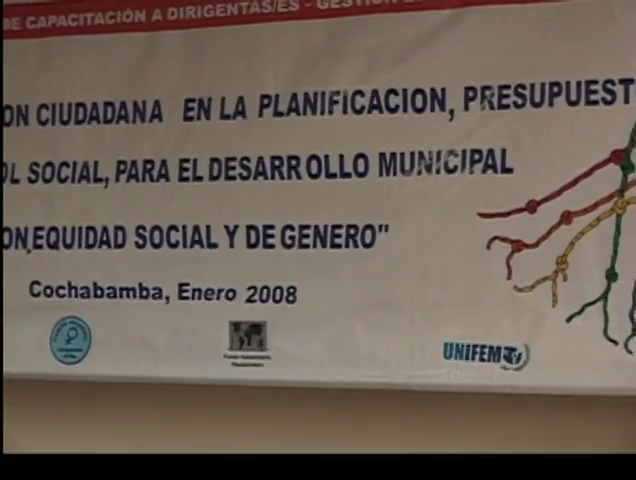 DE CAPACITACIÓN A DIRIGENTAS/ES - GESTION
ON CIUDADANA EN LA PLANIFICACION, PRESUPUEST
OL SOCIAL, PARA EL DESARROLLO MUNICIPAL
ON, EQUIDAD SOCIAL Y DE GENERO"
Cochabamba, Enero 2008
UNIFEM